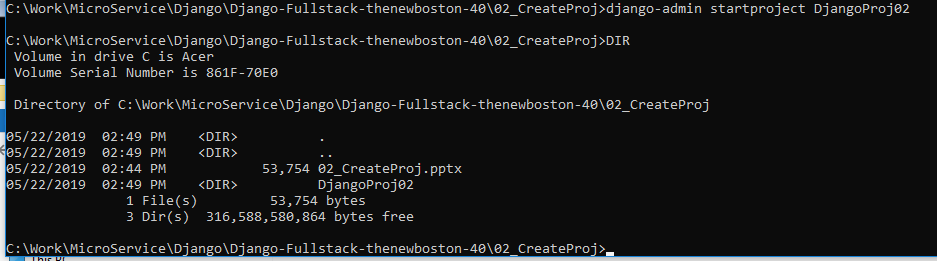 C:\Work\MicroService\Django\Django-Fullstack-thenewboston-40\02_CreateProj>django-admin startproject DjangoProj02
C:\Work\MicroService\Django\Django-Fullstack-thenewboston-40\02_CreateProj>DIR
 Volume in drive C is Acer
 Volume Serial Number is 861F-70E0
 Directory of C:\Work\MicroService\Django\Django-Fullstack-thenewboston-40\02_CreateProj
05/22/2019  02:49 PM    <DIR>          .
05/22/2019  02:49 PM    <DIR>          ..
05/22/2019  02:44 PM            53,754 02_CreateProj.pptx
05/22/2019  02:49 PM    <DIR>          DjangoProj02
               1 File(s)         53,754 bytes
               3 Dir(s)  316,588,580,864 bytes free
C:\Work\MicroService\Django\Django-Fullstack-thenewboston-40\02_CreateProj>
This PC